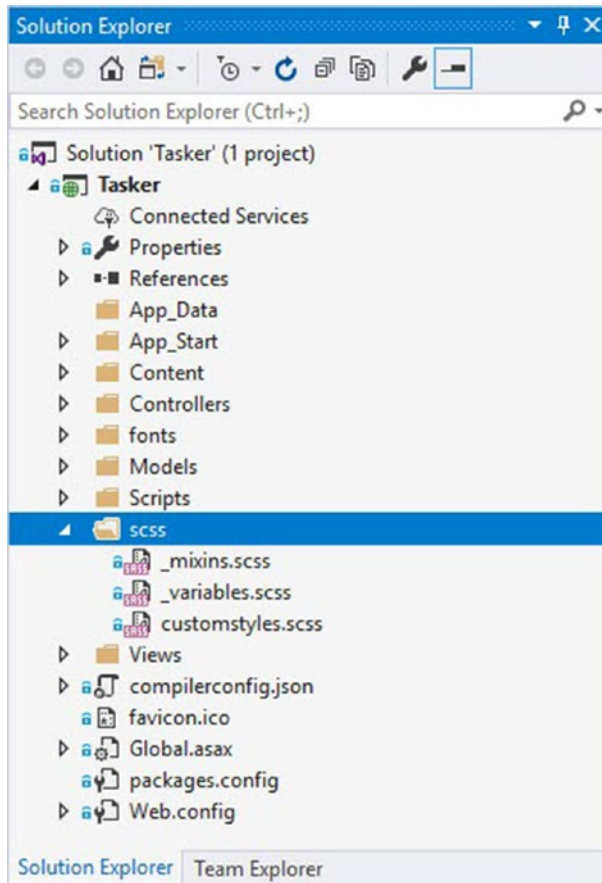 Solution Explorer
Search Solution Explorer (Ctrl+;)
Solution 'Tasker' (1 project)
Tasker
Connected Services
Properties
References
App_Data
App_Start
Content
Controllers
fonts
Models
Scripts
scss
_mixins.scss
_variables.scss
customstyles.scss
Views
compilerconfig.json
favicon.ico
Global.asax
packages.config
Web.config
Solution Explorer Team Explorer